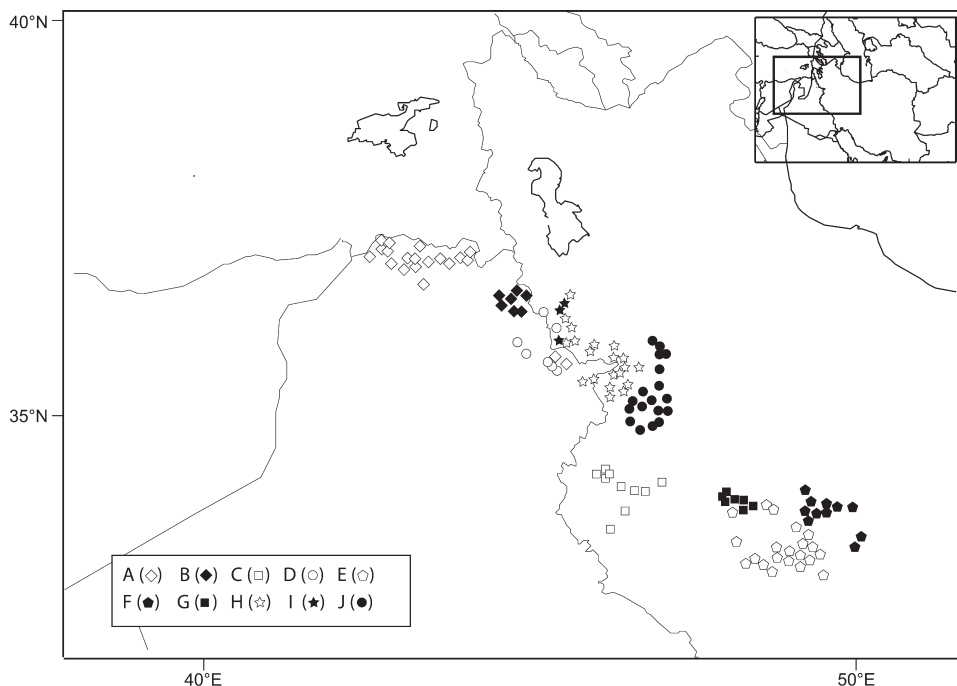 40°N
35°N
A (◇) B (◆) C (□) D (○) E (⬠)
F (⬟) G (■) H (☆) I (★) J (●)
40°E 50°E